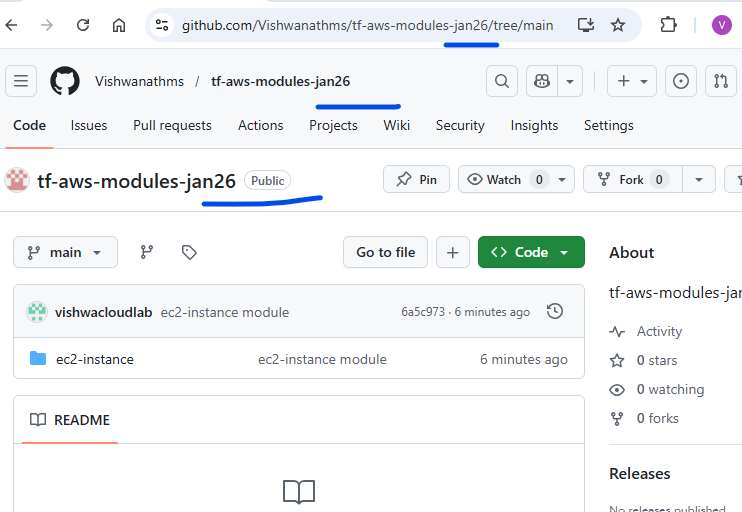 github.com/Vishwanathms/tf-aws-modules-jan26/tree/main
V
Vishwanathms / tf-aws-modules-jan26
Code Issues Pull requests Actions Projects Wiki Security Insights Settings
tf-aws-modules-jan26 Public Pin Watch 0 Fork 0
main Go to file Code
About
vishwacloudlab ec2-instance module 6a5c973 · 6 minutes ago
tf-aws-modules-jan
ec2-instance ec2-instance module 6 minutes ago
Activity
0 stars
0 watching
0 forks
README
Releases
No releases published